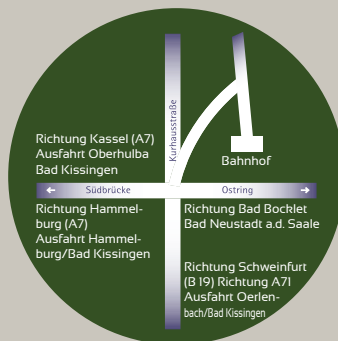 Kurhausstraße
Richtung Kassel (A7)
Ausfahrt Oberhulba
Bad Kissingen
Bahnhof
Südbrücke
Ostring
Richtung Hammel-
burg (A7)
Ausfahrt Hammel-
burg/Bad Kissingen
Richtung Bad Bocklet
Bad Neustadt a.d. Saale
Richtung Schweinfurt
(B 19) Richtung A71
Ausfahrt Oerlen-
bach/Bad Kissingen